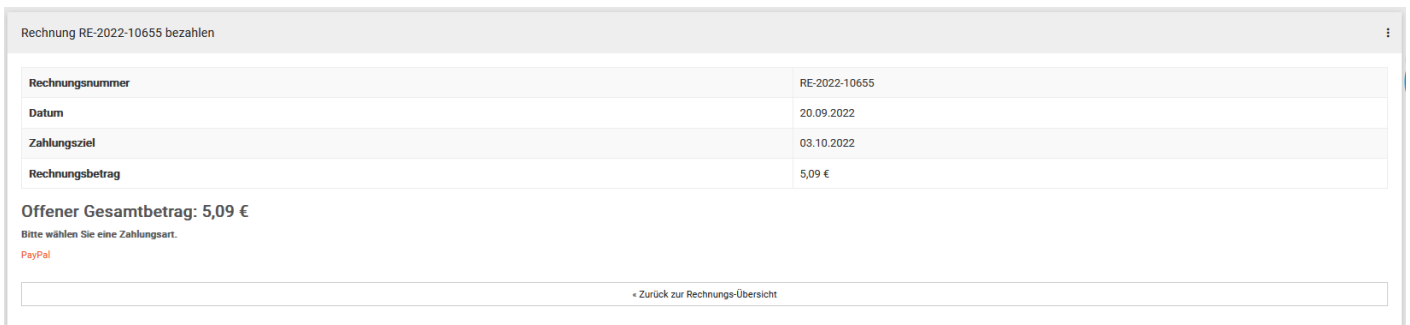 Rechnung RE-2022-10655 bezahlen
Rechnungsnummer RE-2022-10655
Datum 20.09.2022
Zahlungsziel 03.10.2022
Rechnungsbetrag 5,09 €
Offener Gesamtbetrag: 5,09 €
Bitte wählen Sie eine Zahlungsart.
PayPal
« Zurück zur Rechnungs-Übersicht